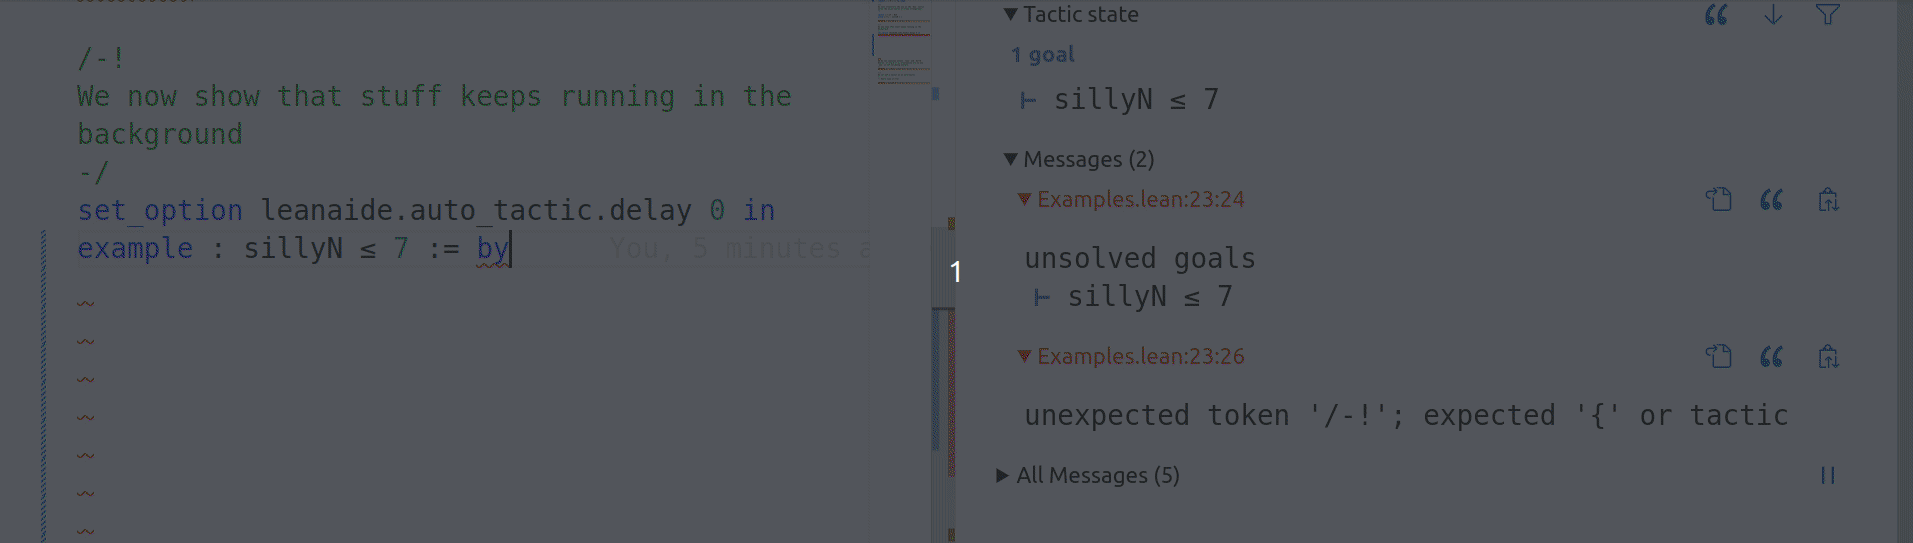 /-!
We now show that stuff keeps running in the
background
-/
set_option leanaide.auto_tactic.delay 0 in
example : sillyN ≤ 7 := by
You, 5 minutes a
1
▼ Tactic state
1 goal
⊢ sillyN ≤ 7
▼ Messages (2)
▼ Examples.lean:23:24
unsolved goals
⊢ sillyN ≤ 7
▼ Examples.lean:23:26
unexpected token '/-!'; expected '{' or tactic
▶ All Messages (5)